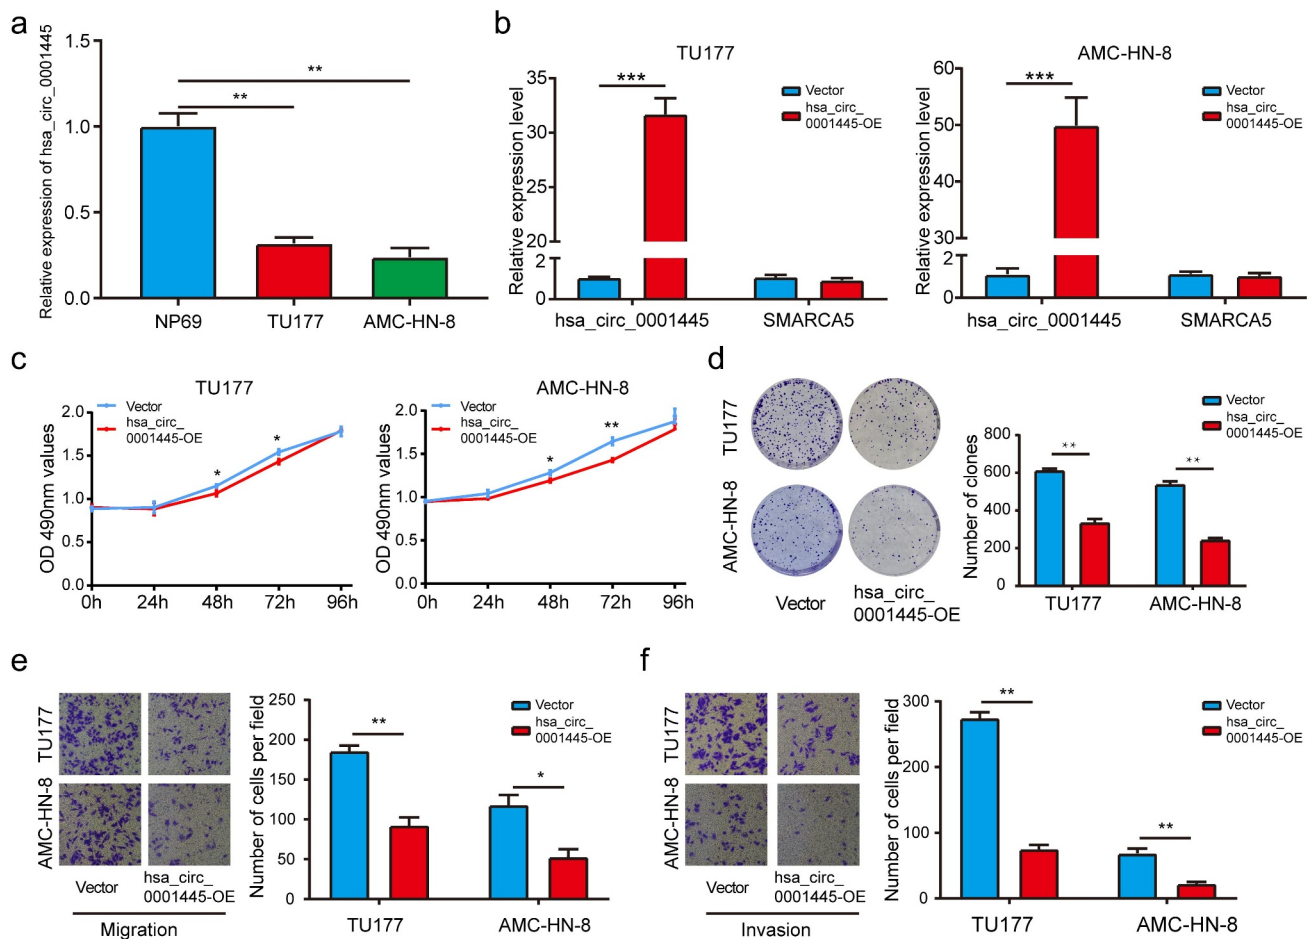 a
Relative expression of hsa_circ_0001445
1.5
1.0
0.5
0.0
**
**
NP69
TU177
AMC-HN-8
b
TU177
Relative expression level
35
30
25
20
2
0
***
Vector
hsa_circ_
0001445-OE
hsa_circ_0001445
SMARCA5
AMC-HN-8
Relative expression level
60
50
40
30
2
0
***
Vector
hsa_circ_
0001445-OE
hsa_circ_0001445
SMARCA5
c
TU177
OD 490nm values
2.0
1.5
1.0
0.5
0.0
Vector
hsa_circ_
0001445-OE
*
*
0h
24h
48h
72h
96h
AMC-HN-8
OD 490nm values
2.0
1.5
1.0
0.5
0.0
Vector
hsa_circ_
0001445-OE
*
**
0h
24h
48h
72h
96h
d
TU177
AMC-HN-8
Vector
hsa_circ_
0001445-OE
Number of clones
800
600
400
200
0
**
**
Vector
hsa_circ_
0001445-OE
TU177
AMC-HN-8
e
TU177
AMC-HN-8
Vector
hsa_circ_
0001445-OE
Migration
Number of cells per field
250
200
150
100
50
0
**
*
Vector
hsa_circ_
0001445-OE
TU177
AMC-HN-8
f
TU177
AMC-HN-8
Vector
hsa_circ_
0001445-OE
Invasion
Number of cells per field
300
200
100
0
**
**
Vector
hsa_circ_
0001445-OE
TU177
AMC-HN-8